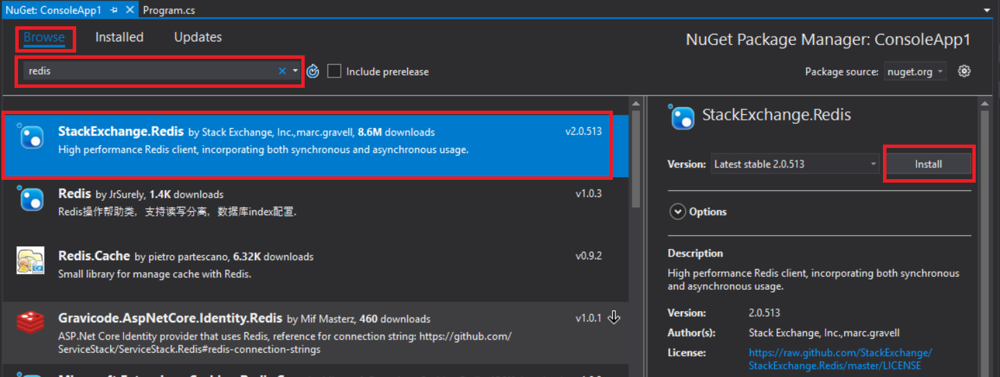 NuGet: ConsoleApp1
Program.cs
Browse Installed Updates
NuGet Package Manager: ConsoleApp1
redis
Include prerelease
Package source: nuget.org
StackExchange.Redis by Stack Exchange, Inc.,marc.gravell, 8.6M downloads v2.0.513
High performance Redis client, incorporating both synchronous and asynchronous usage.
Redis by JrSurely, 1.4K downloads v1.0.3
Redis操作帮助类，支持读写分离，数据库index配置.
Redis.Cache by pietro partescano, 6.32K downloads v0.9.2
Small library for manage cache with Redis.
Gravicode.AspNetCore.Identity.Redis by Mif Masterz, 460 downloads v1.0.1
ASP.Net Core Identity provider that uses Redis, reference for connection string: https://github.com/
ServiceStack/ServiceStack.Redis#redis-connection-strings
StackExchange.Redis
Version: Latest stable 2.0.513 Install
Options
Description
High performance Redis client, incorporating both synchronous
and asynchronous usage.
Version: 2.0.513
Author(s): Stack Exchange, Inc.,marc.gravell
License: https://raw.github.com/StackExchange/
StackExchange.Redis/master/LICENSE